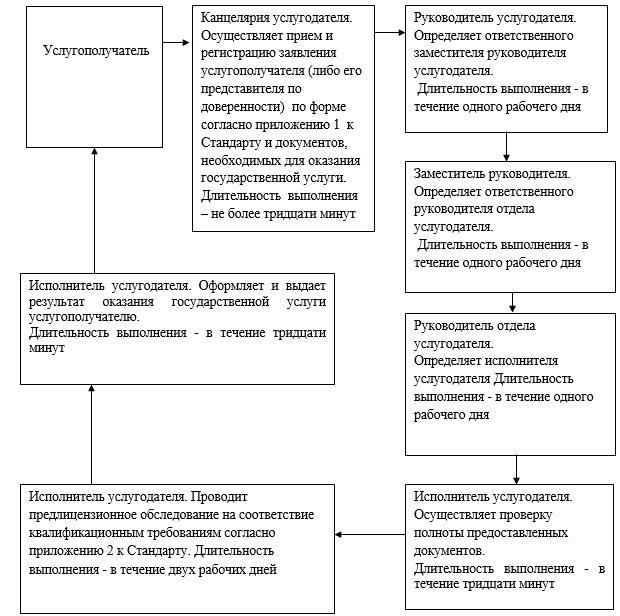 Услугополучатель
Канцелярия услугодателя.
Осуществляет прием и
регистрацию заявления
услугополучателя (либо его
представителя по
доверенности) по форме
согласно приложению 1 к
Стандарту и документов,
необходимых для оказания
государственной услуги.
Длительность выполнения
– не более тридцати минут
Руководитель услугодателя.
Определяет ответственного
заместителя руководителя
услугодателя.
Длительность выполнения - в
течение одного рабочего дня
Заместитель руководителя.
Определяет ответственного
руководителя отдела
услугодателя.
Длительность выполнения - в
течение одного рабочего дня
Руководитель отдела
услугодателя.
Определяет исполнителя
услугодателя Длительность
выполнения - в течение одного
рабочего дня
Исполнитель услугодателя.
Осуществляет проверку
полноты предоставленных
документов.
Длительность выполнения - в
течение тридцати минут
Исполнитель услугодателя. Проводит
предлицензионное обследование на соответствие
квалификационным требованиям согласно
приложению 2 к Стандарту. Длительность
выполнения - в течение двух рабочих дней
Исполнитель услугодателя. Оформляет и выдает
результат оказания государственной услуги
услугополучателю.
Длительность выполнения - в течение тридцати
минут